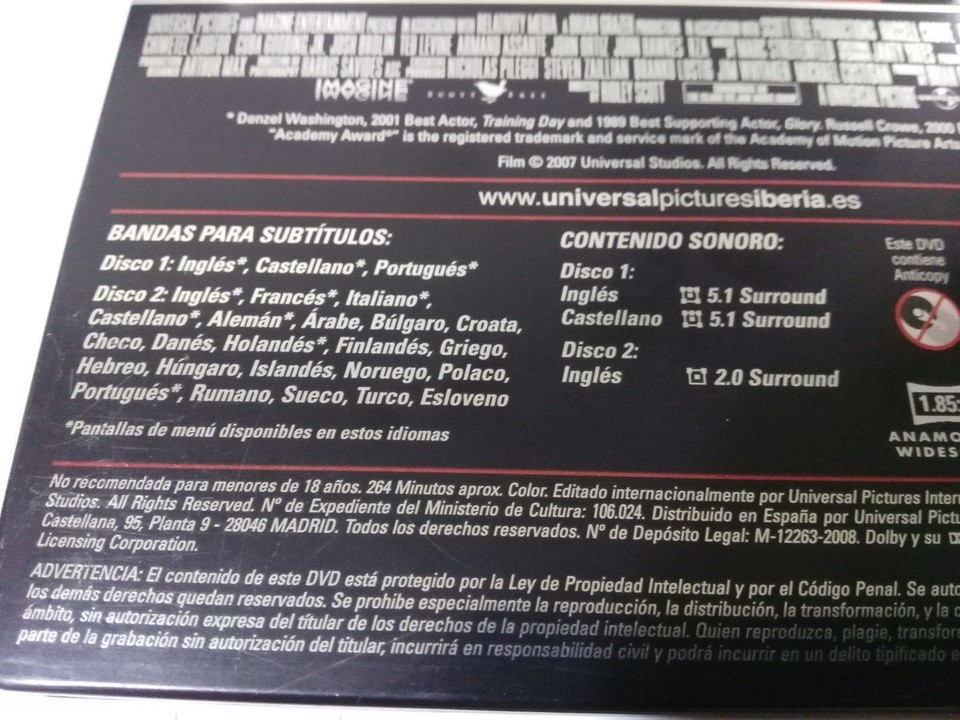 IMAGINE
SCOTT FREE
* Denzel Washington, 2001 Best Actor, Training Day and 1989 Best Supporting Actor, Glory. Russell Crowe, 2000
"Academy Award®" is the registered trademark and service mark of the Academy of Motion Picture Arts
Film © 2007 Universal Studios. All Rights Reserved.
www.universalpicturesiberia.es
BANDAS PARA SUBTÍTULOS:
Disco 1: Inglés*, Castellano*, Portugués*
Disco 2: Inglés*, Francés*, Italiano*,
Castellano*, Alemán*, Árabe, Búlgaro, Croata,
Checo, Danés, Holandés*, Finlandés, Griego,
Hebreo, Húngaro, Islandés, Noruego, Polaco,
Portugués*, Rumano, Sueco, Turco, Esloveno
*Pantallas de menú disponibles en estos idiomas
CONTENIDO SONORO:
Disco 1:
Inglés 5.1 Surround
Castellano 5.1 Surround
Disco 2:
Inglés 2.0 Surround
Este DVD
contiene
Anticopy
1.85:
ANAMO
WIDES
No recomendada para menores de 18 años. 264 Minutos aprox. Color. Editado internacionalmente por Universal Pictures Inter
Studios. All Rights Reserved. Nº de Expediente del Ministerio de Cultura: 106.024. Distribuido en España por Universal Pictu
Castellana, 95, Planta 9 - 28046 MADRID. Todos los derechos reservados. Nº de Depósito Legal: M-12263-2008. Dolby y su
Licensing Corporation.
ADVERTENCIA: El contenido de este DVD está protegido por la Ley de Propiedad Intelectual y por el Código Penal. Se auto
los demás derechos quedan reservados. Se prohibe especialmente la reproducción, la distribución, la transformación, y la c
ámbito, sin autorización expresa del títular de los derechos de la propiedad intelectual. Quien reproduzca, plagie, transfor
parte de la grabación sin autorización del titular, incurrirá en responsabilidad civil y podrá incurrir en un delito tipificado e